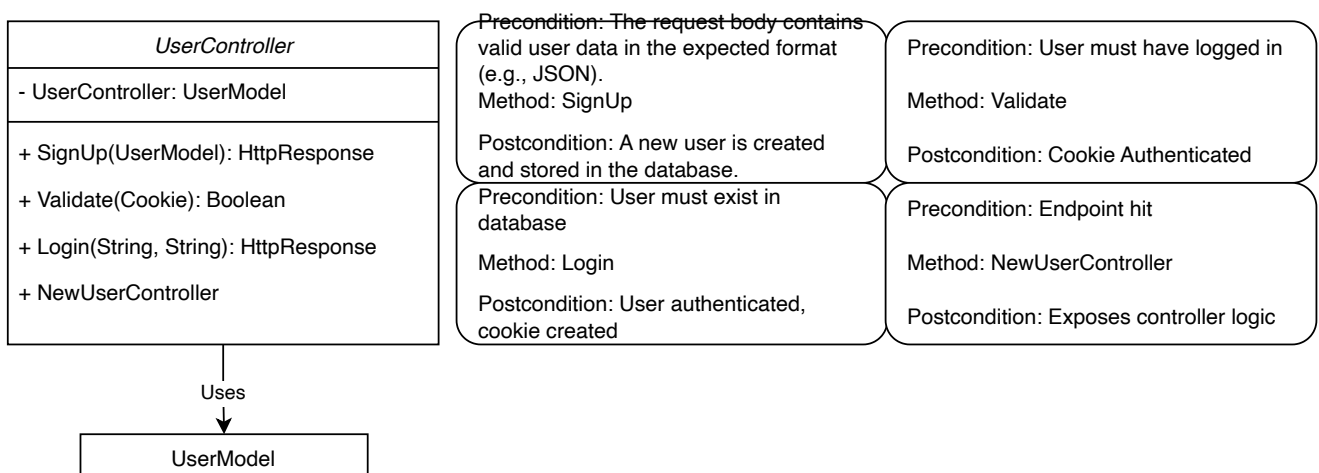 UserController
- UserController: UserModel
+ SignUp(UserModel): HttpResponse
+ Validate(Cookie): Boolean
+ Login(String, String): HttpResponse
+ NewUserController
Uses
UserModel
Precondition: The request body contains
valid user data in the expected format
(e.g., JSON).
Method: SignUp
Postcondition: A new user is created
and stored in the database.
Precondition: User must have logged in
Method: Validate
Postcondition: Cookie Authenticated
Precondition: User must exist in
database
Method: Login
Postcondition: User authenticated,
cookie created
Precondition: Endpoint hit
Method: NewUserController
Postcondition: Exposes controller logic